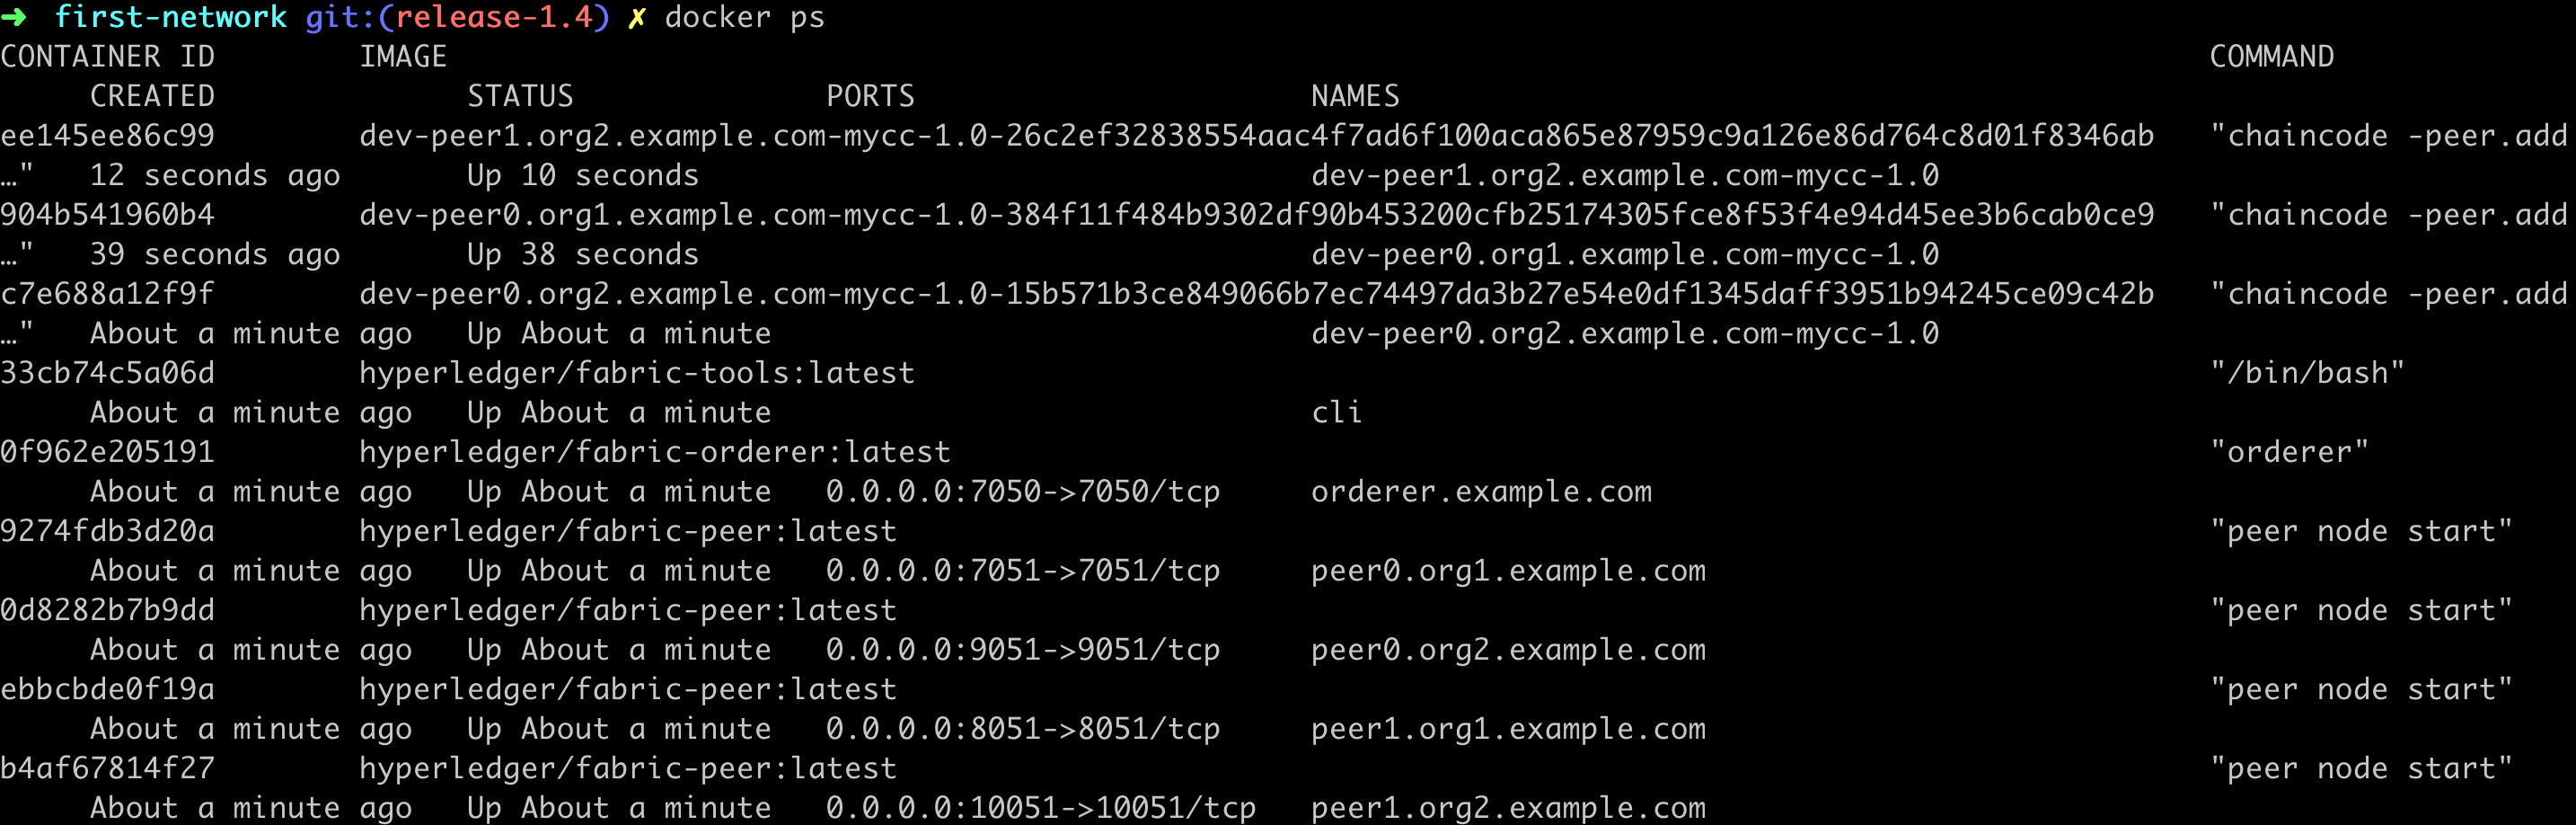 ➜  first-network git:(release-1.4) ✗ docker ps
CONTAINER ID        IMAGE                                                                                                  COMMAND
     CREATED              STATUS              PORTS                      NAMES
ee145ee86c99        dev-peer1.org2.example.com-mycc-1.0-26c2ef32838554aac4f7ad6f100aca865e87959c9a126e86d764c8d01f8346ab   "chaincode -peer.add
…"   12 seconds ago       Up 10 seconds                                  dev-peer1.org2.example.com-mycc-1.0
904b541960b4        dev-peer0.org1.example.com-mycc-1.0-384f11f484b9302df90b453200cfb25174305fce8f53f4e94d45ee3b6cab0ce9   "chaincode -peer.add
…"   39 seconds ago       Up 38 seconds                                  dev-peer0.org1.example.com-mycc-1.0
c7e688a12f9f        dev-peer0.org2.example.com-mycc-1.0-15b571b3ce849066b7ec74497da3b27e54e0df1345daff3951b94245ce09c42b   "chaincode -peer.add
…"   About a minute ago   Up About a minute                              dev-peer0.org2.example.com-mycc-1.0
33cb74c5a06d        hyperledger/fabric-tools:latest                                                                        "/bin/bash"
     About a minute ago   Up About a minute                              cli
0f962e205191        hyperledger/fabric-orderer:latest                                                                      "orderer"
     About a minute ago   Up About a minute   0.0.0.0:7050->7050/tcp     orderer.example.com
9274fdb3d20a        hyperledger/fabric-peer:latest                                                                         "peer node start"
     About a minute ago   Up About a minute   0.0.0.0:7051->7051/tcp     peer0.org1.example.com
0d8282b7b9dd        hyperledger/fabric-peer:latest                                                                         "peer node start"
     About a minute ago   Up About a minute   0.0.0.0:9051->9051/tcp     peer0.org2.example.com
ebbcbde0f19a        hyperledger/fabric-peer:latest                                                                         "peer node start"
     About a minute ago   Up About a minute   0.0.0.0:8051->8051/tcp     peer1.org1.example.com
b4af67814f27        hyperledger/fabric-peer:latest                                                                         "peer node start"
     About a minute ago   Up About a minute   0.0.0.0:10051->10051/tcp   peer1.org2.example.com